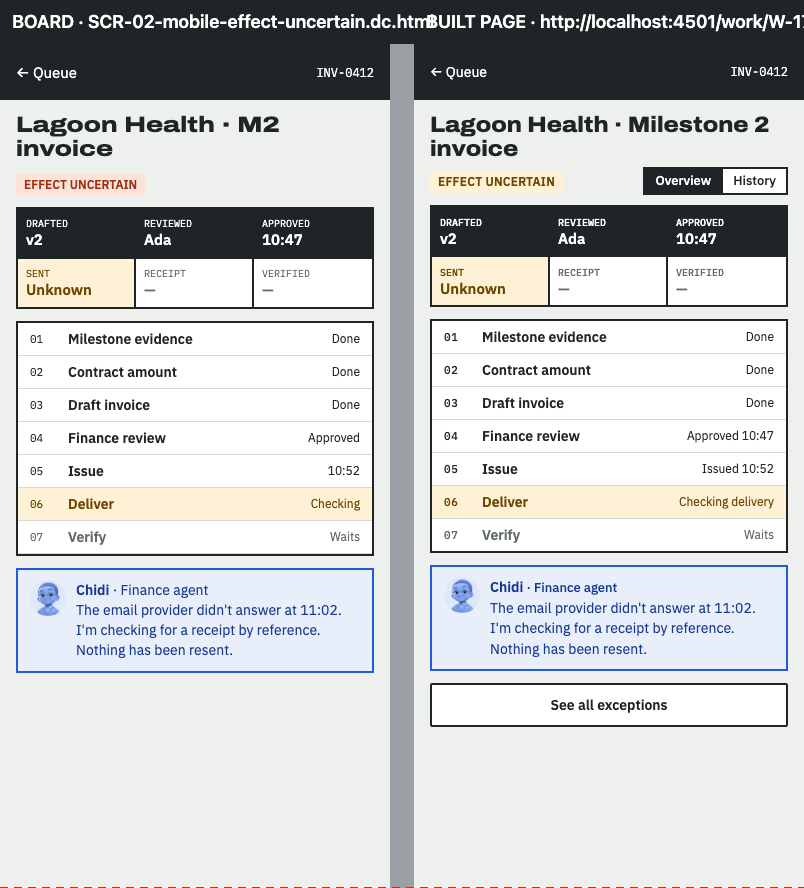 BOARD · SCR-02-mobile-effect-uncertain.dc.html
← Queue
INV-0412
Lagoon Health · M2
invoice
EFFECT UNCERTAIN
DRAFTED REVIEWED APPROVED
v2 Ada 10:47
SENT RECEIPT VERIFIED
Unknown — —
01 Milestone evidence Done
02 Contract amount Done
03 Draft invoice Done
04 Finance review Approved
05 Issue 10:52
06 Deliver Checking
07 Verify Waits
Chidi · Finance agent
The email provider didn't answer at 11:02.
I'm checking for a receipt by reference.
Nothing has been resent.
BUILT PAGE · http://localhost:4501/work/W-17
← Queue
INV-0412
Lagoon Health · Milestone 2
invoice
EFFECT UNCERTAIN
Overview History
DRAFTED REVIEWED APPROVED
v2 Ada 10:47
SENT RECEIPT VERIFIED
Unknown — —
01 Milestone evidence Done
02 Contract amount Done
03 Draft invoice Done
04 Finance review Approved 10:47
05 Issue Issued 10:52
06 Deliver Checking delivery
07 Verify Waits
Chidi · Finance agent
The email provider didn't answer at 11:02.
I'm checking for a receipt by reference.
Nothing has been resent.
See all exceptions